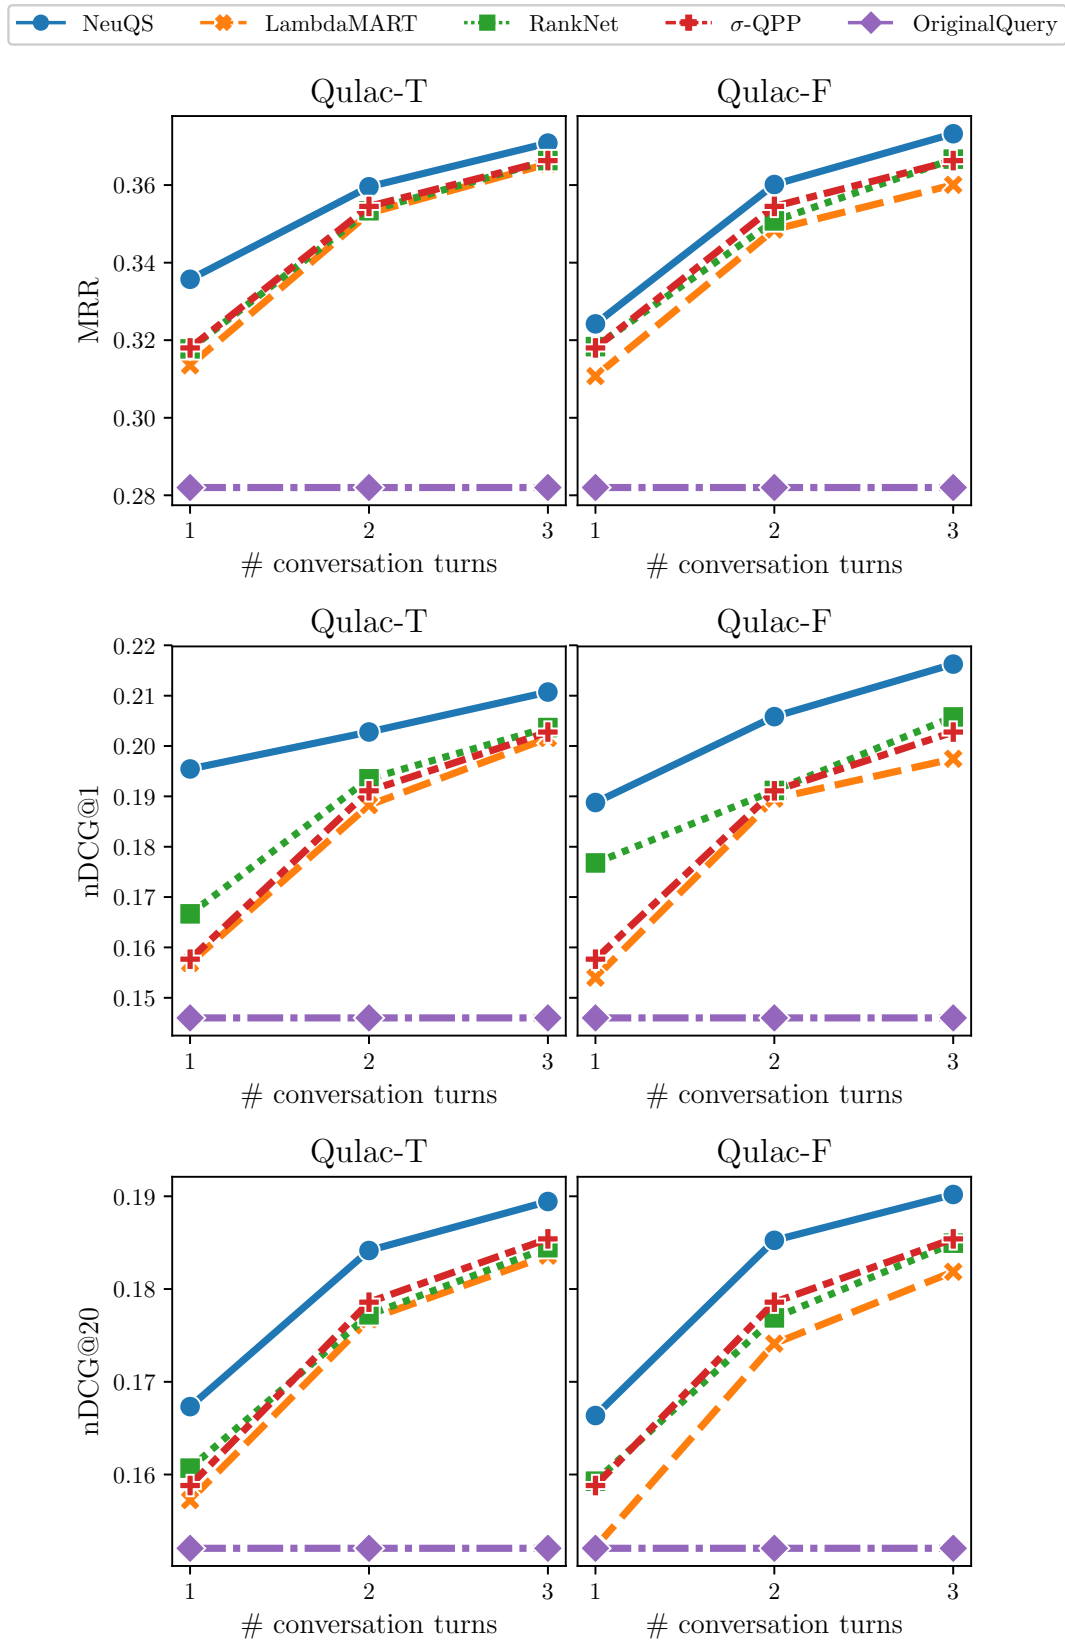 NeuQS LambdaMART RankNet σ-QPP OriginalQuery
Qulac-T Qulac-F
0.36
0.34
0.32
0.30
0.28
MRR
1 2 3 1 2 3
# conversation turns # conversation turns
Qulac-T Qulac-F
0.22
0.21
0.20
0.19
0.18
0.17
0.16
0.15
nDCG@1
1 2 3 1 2 3
# conversation turns # conversation turns
Qulac-T Qulac-F
0.19
0.18
0.17
0.16
nDCG@20
1 2 3 1 2 3
# conversation turns # conversation turns